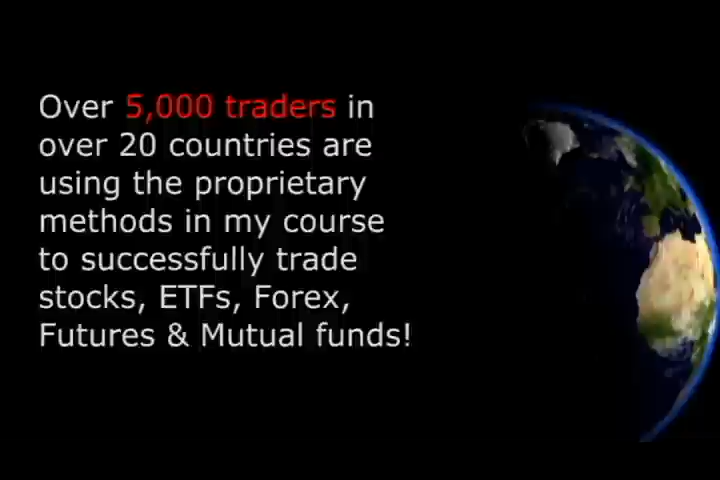 Over 5,000 traders in
over 20 countries are
using the proprietary
methods in my course
to successfully trade
stocks, ETFs, Forex,
Futures & Mutual funds!